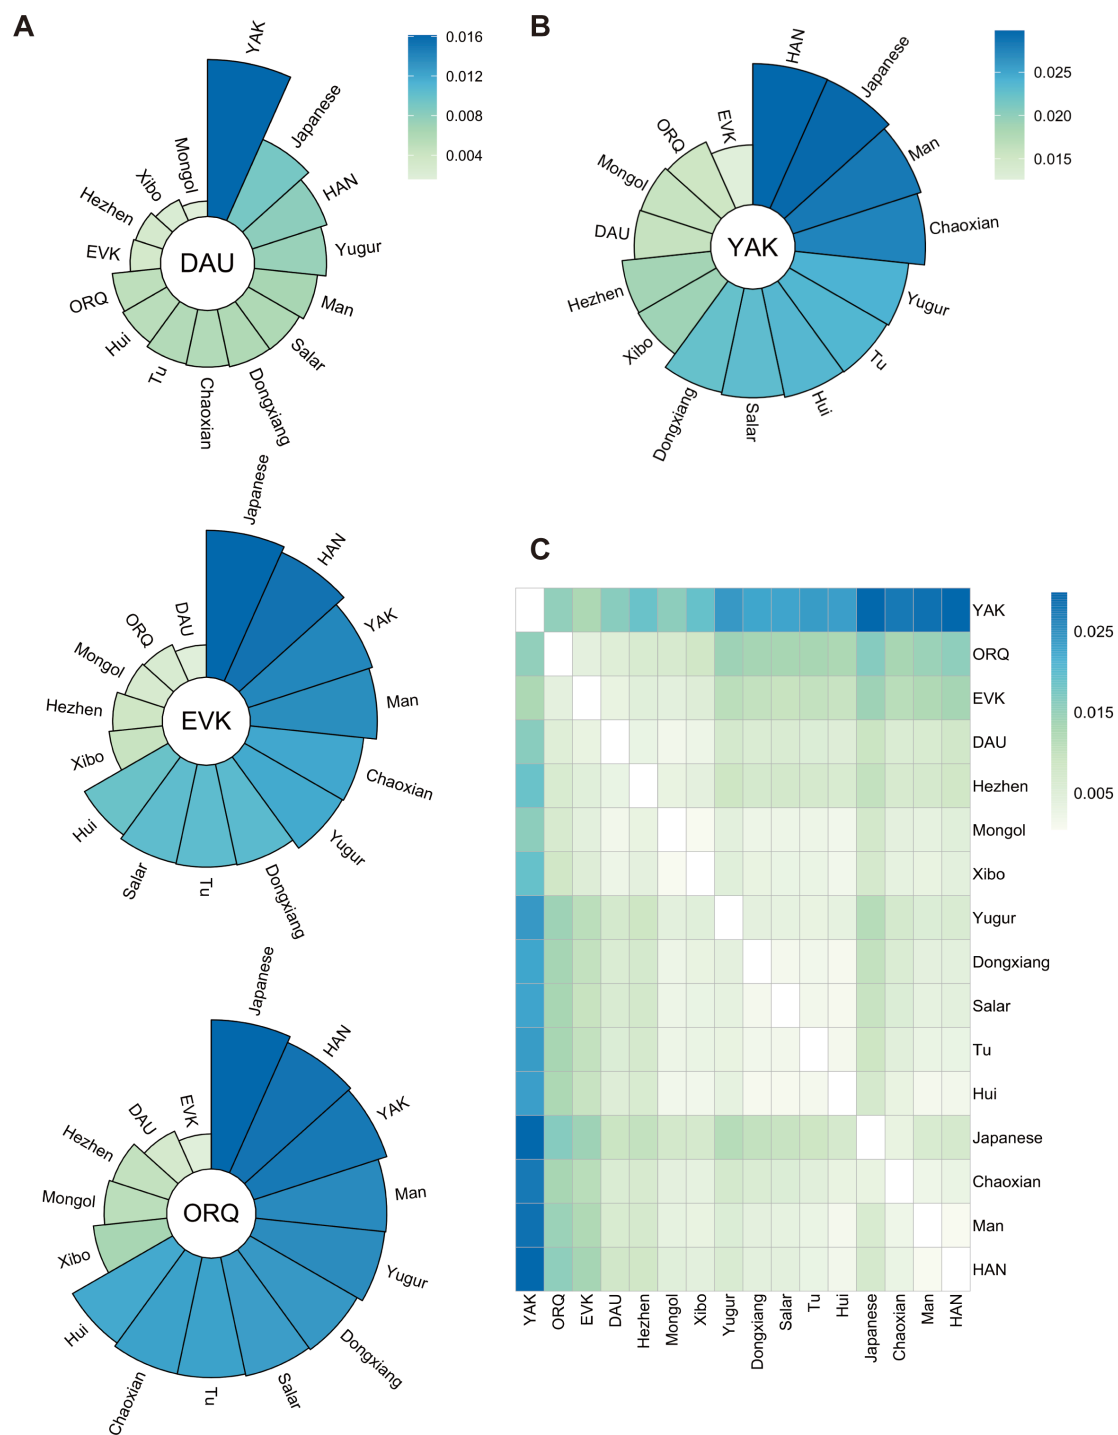 A
YAK
Japanese
HAN
Yugur
Man
Salar
Dongxiang
Chaoxian
Tu
Hui
ORQ
EVK
Hezhen
Xibo
Mongol
DAU
0.016
0.012
0.008
0.004
B
HAN
Japanese
Man
Chaoxian
Yugur
Tu
Hui
Salar
Dongxiang
Xibo
Hezhen
DAU
Mongol
ORQ
EVK
YAK
0.025
0.020
0.015
Japanese
HAN
YAK
Man
Chaoxian
Yugur
Dongxiang
Tu
Salar
Hui
Xibo
Hezhen
Mongol
ORQ
DAU
EVK
Japanese
HAN
YAK
Man
Yugur
Dongxiang
Salar
Tu
Chaoxian
Hui
Xibo
Mongol
Hezhen
DAU
EVK
ORQ
C
YAK
ORQ
EVK
DAU
Hezhen
Mongol
Xibo
Yugur
Dongxiang
Salar
Tu
Hui
Japanese
Chaoxian
Man
HAN
YAK
ORQ
EVK
DAU
Hezhen
Mongol
Xibo
Yugur
Dongxiang
Salar
Tu
Hui
Japanese
Chaoxian
Man
HAN
0.025
0.015
0.005